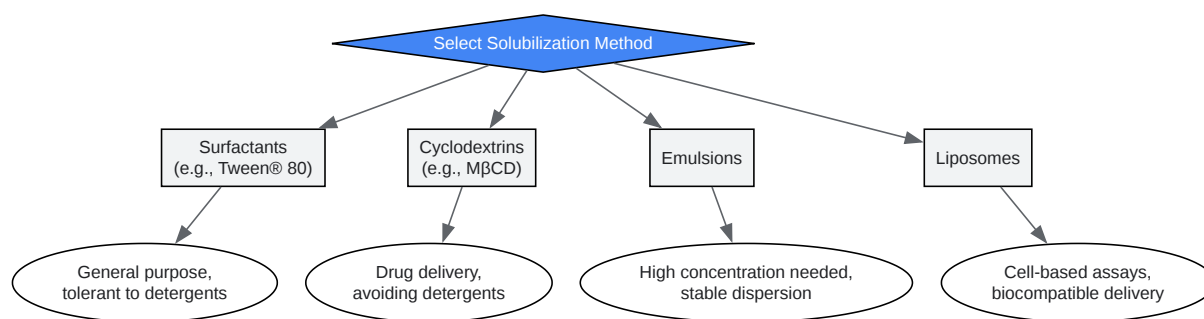 Select Solubilization Method
Surfactants
(e.g., Tween® 80)
Cyclodextrins
(e.g., MβCD)
Emulsions
Liposomes
General purpose,
tolerant to detergents
Drug delivery,
avoiding detergents
High concentration needed,
stable dispersion
Cell-based assays,
biocompatible delivery